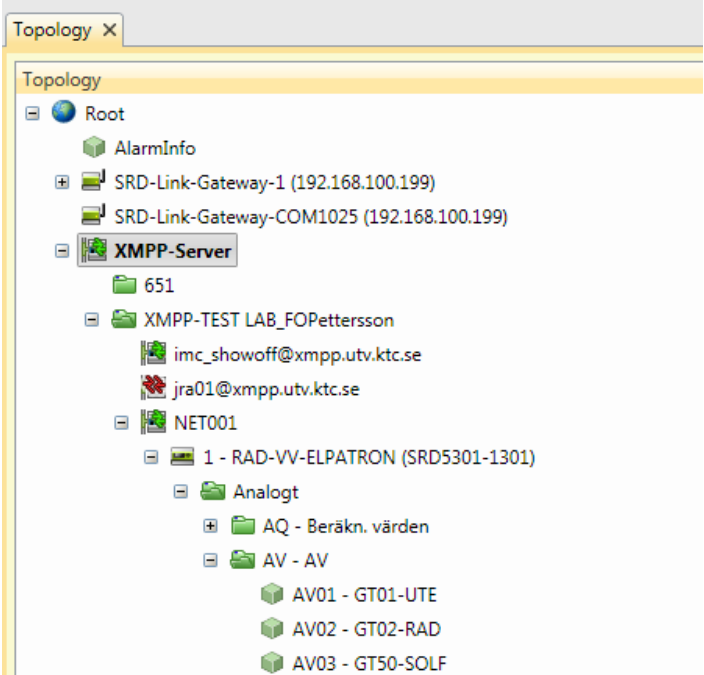 Topology
Topology
Root
AlarmInfo
SRD-Link-Gateway-1 (192.168.100.199)
SRD-Link-Gateway-COM1025 (192.168.100.199)
XMPP-Server
651
XMPP-TEST LAB_FOPettersson
imc_showoff@xmpp.utv.ktc.se
jra01@xmpp.utv.ktc.se
NET001
1 - RAD-VV-ELPATRON (SRD5301-1301)
Analogt
AQ - Beräkn. värden
AV - AV
AV01 - GT01-UTE
AV02 - GT02-RAD
AV03 - GT50-SOLF